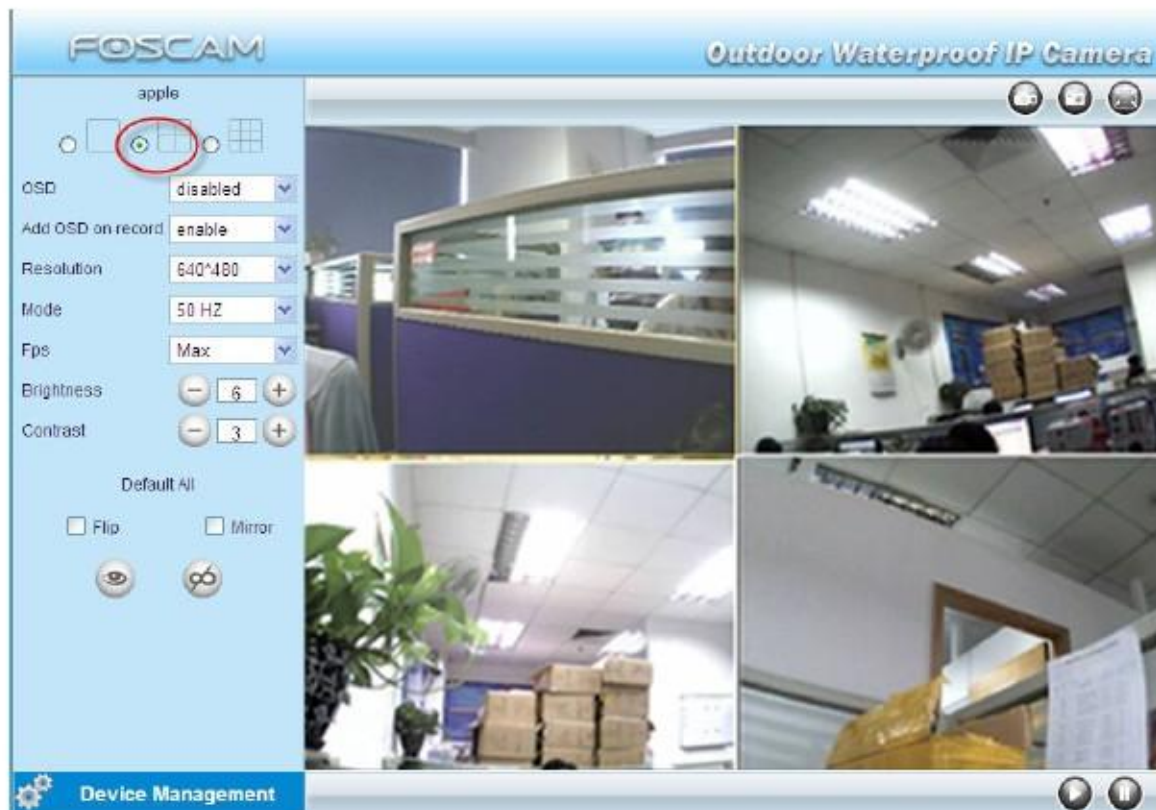 FOSCAM
Outdoor Waterproof IP Camera
apple
OSD disabled
Add OSD on record enable
Resolution 640*480
Mode 50 HZ
Fps Max
Brightness 6
Contrast 3
Default All
Flip Mirror
Device Management